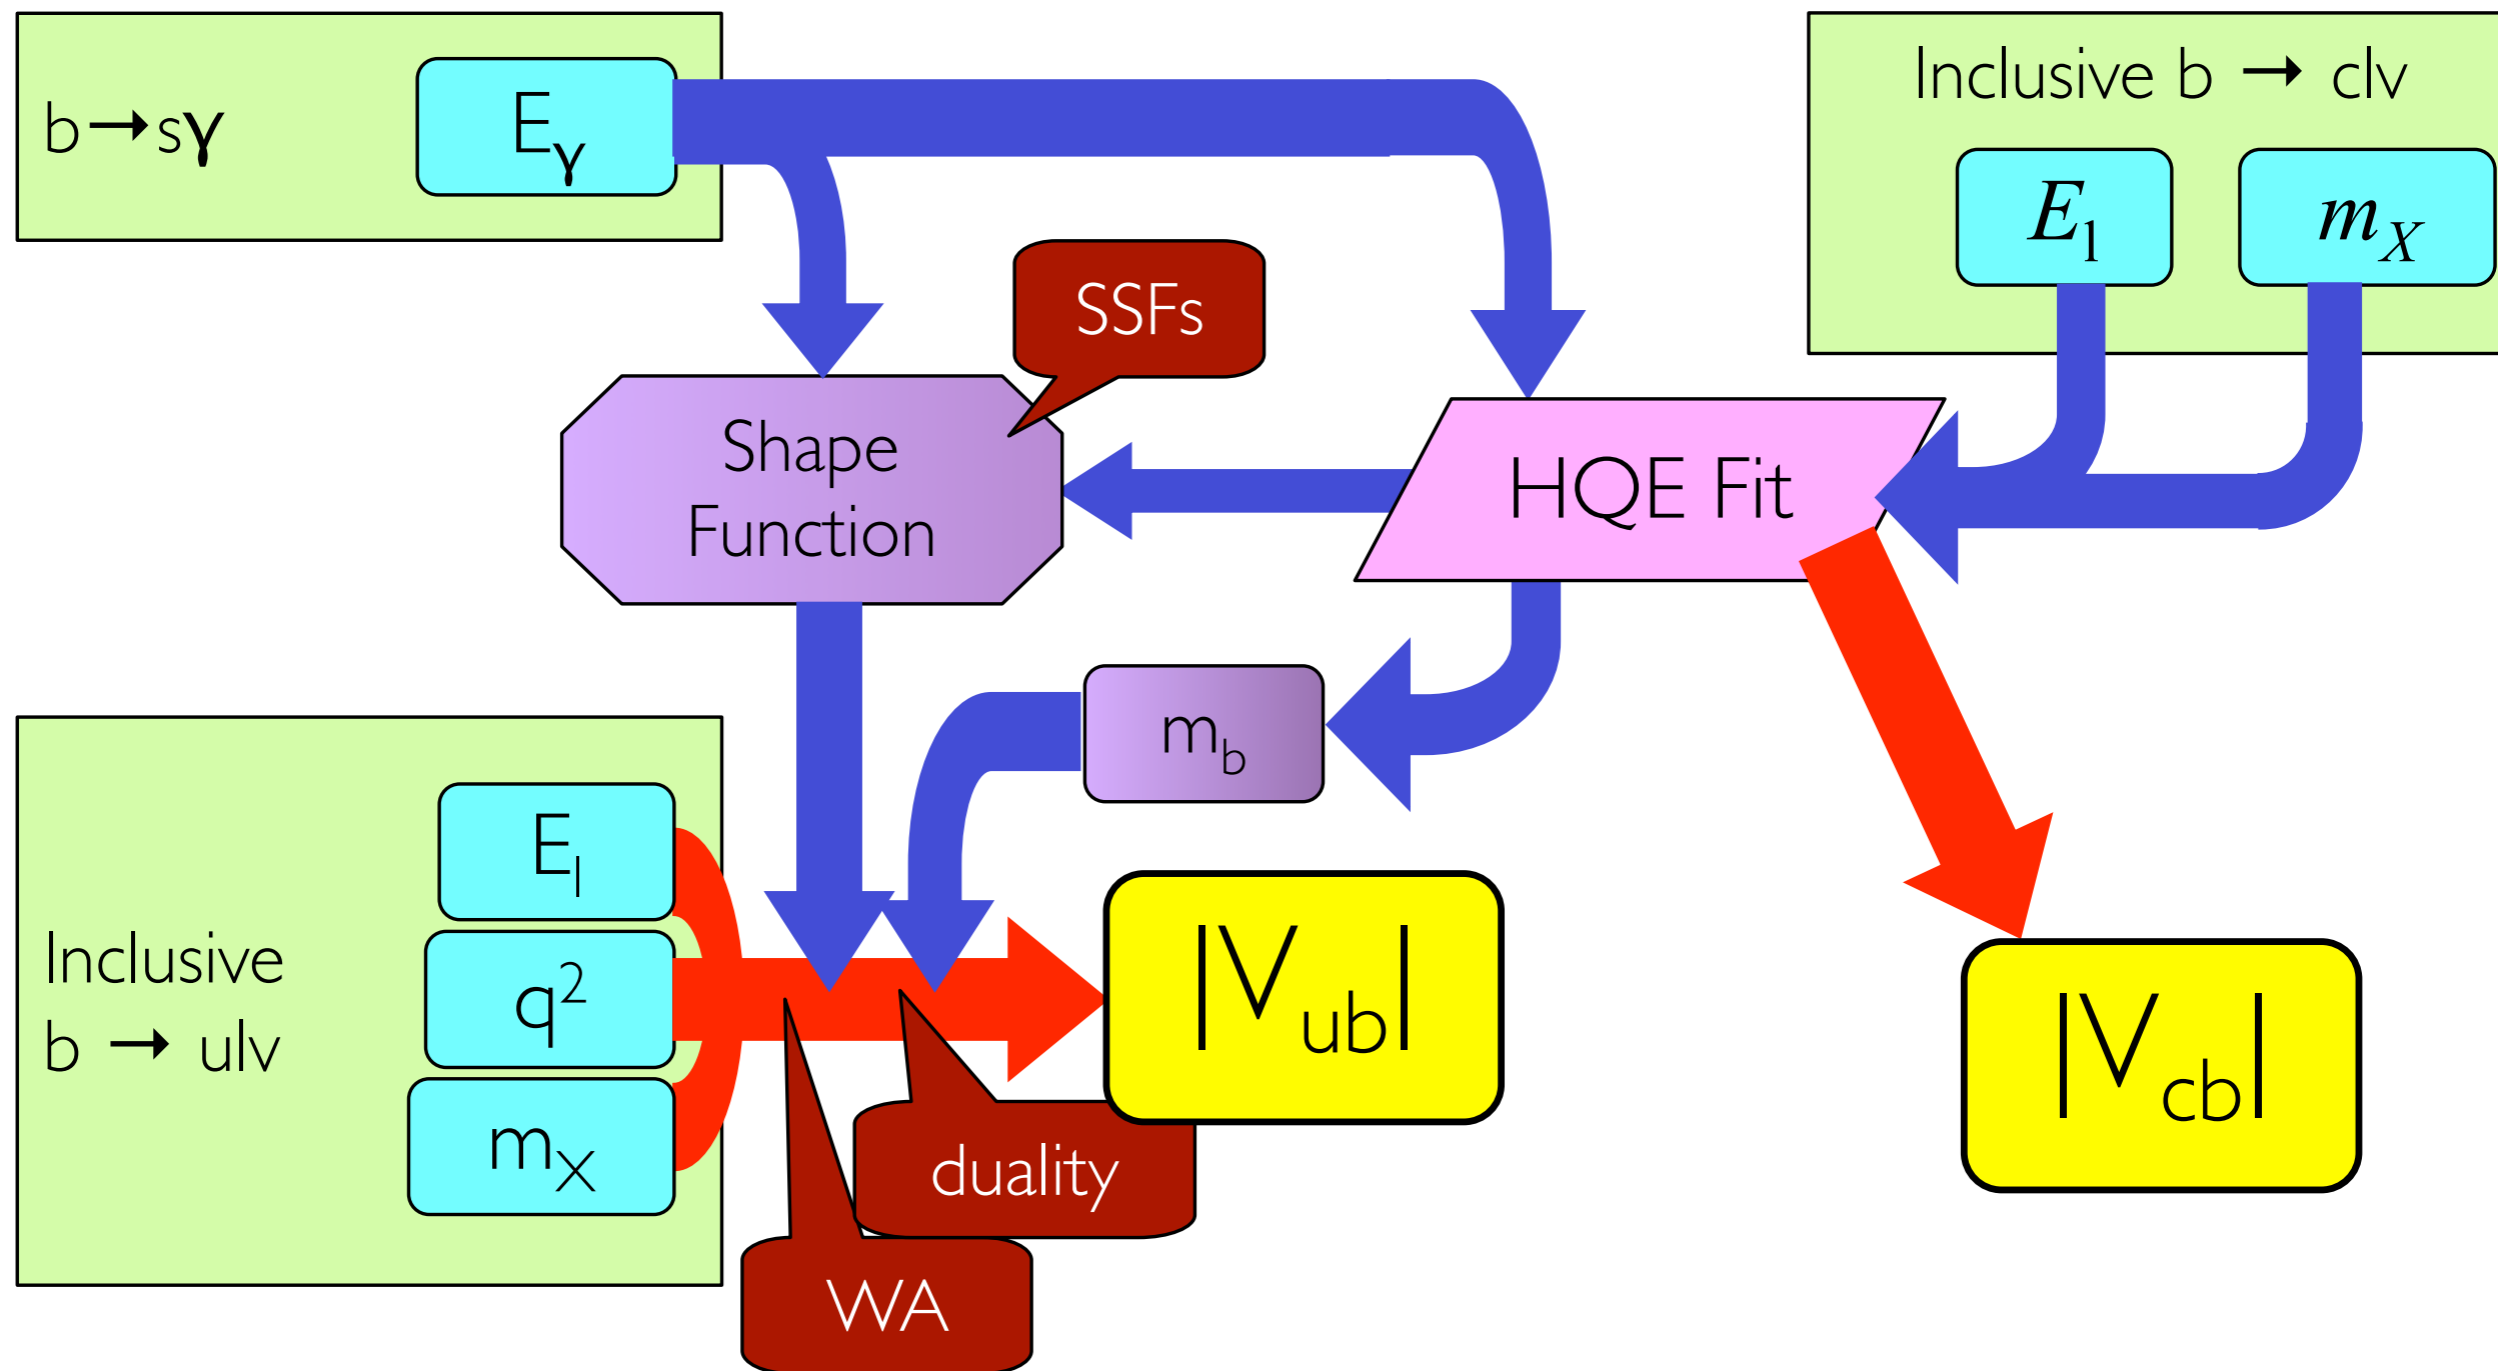 b→sγ
Eγ
Inclusive b → clν
El
mX
SSFs
Shape
Function
HQE Fit
mb
Inclusive
b → ulν
El
q²
mX
|Vub|
|Vcb|
duality
WA